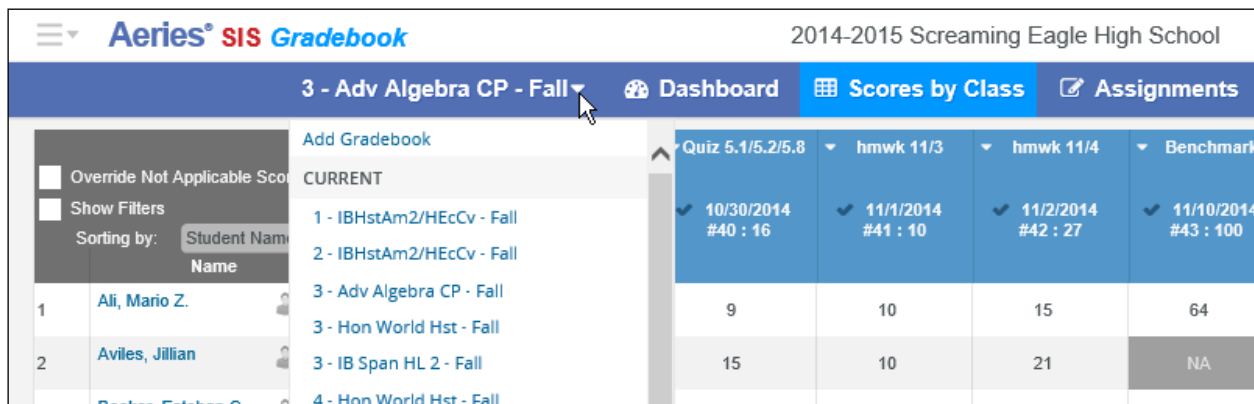 Aeries® SIS Gradebook
2014-2015 Screaming Eagle High School
3 - Adv Algebra CP - Fall
Dashboard
Scores by Class
Assignments
Add Gradebook
CURRENT
1 - IBHstAm2/HEcCv - Fall
2 - IBHstAm2/HEcCv - Fall
3 - Adv Algebra CP - Fall
3 - Hon World Hst - Fall
3 - IB Span HL 2 - Fall
4 - Hon World Hst - Fall
Override Not Applicable Scor
Show Filters
Sorting by: Student Name
Name
Quiz 5.1/5.2/5.8
hmwk 11/3
hmwk 11/4
Benchmark
10/30/2014
#40 : 16
11/1/2014
#41 : 10
11/2/2014
#42 : 27
11/10/2014
#43 : 100
1 Ali, Mario Z. 9 10 15 64
2 Aviles, Jillian 15 10 21 NA